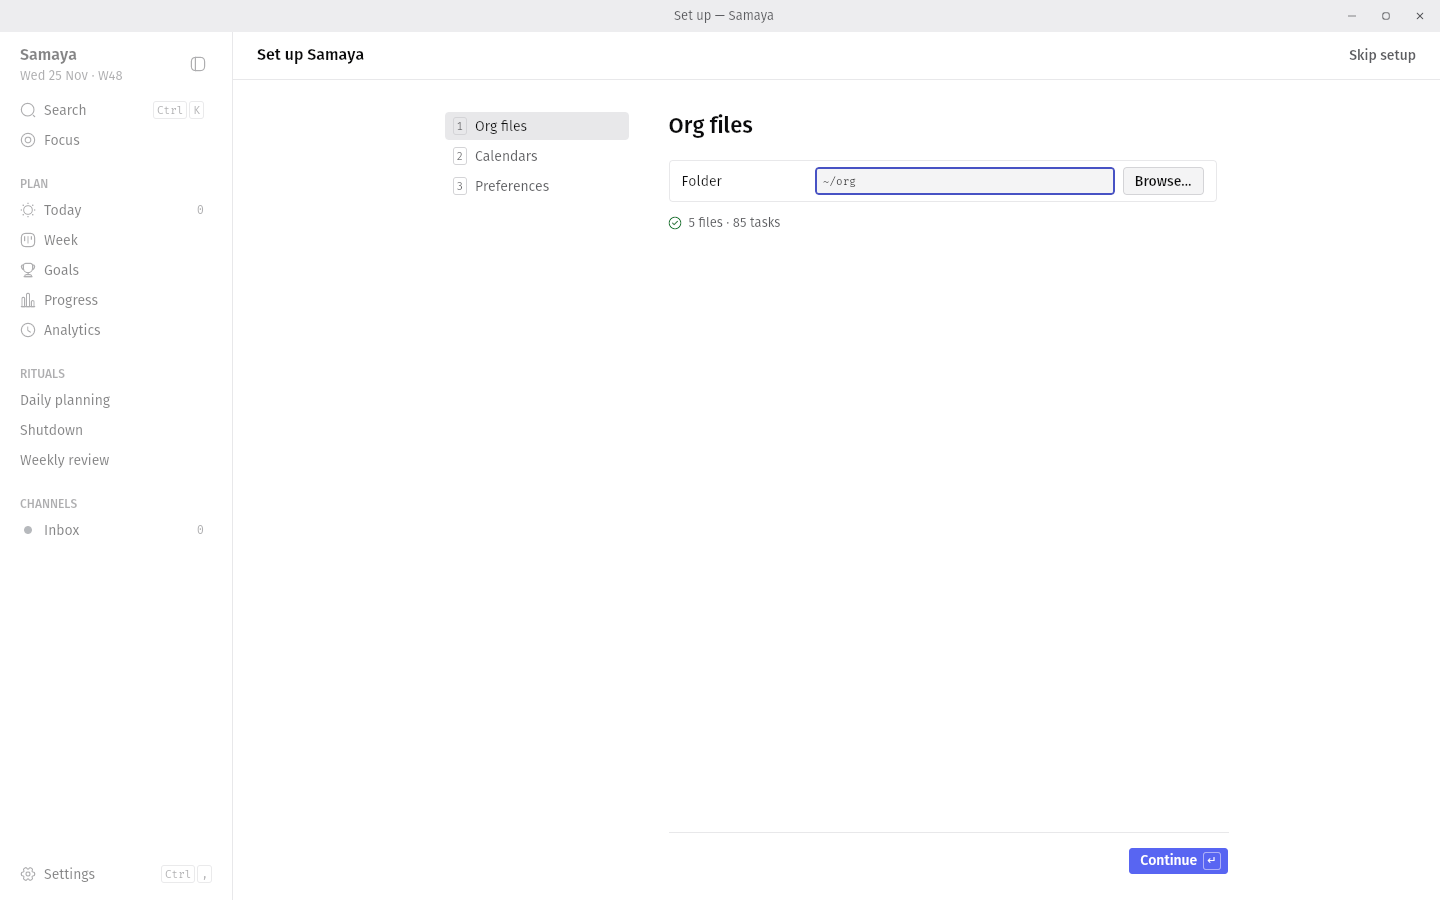 Set up — Samaya
Samaya
Wed 25 Nov · W48
Search Ctrl K
Focus
PLAN
Today 0
Week
Goals
Progress
Analytics
RITUALS
Daily planning
Shutdown
Weekly review
CHANNELS
Inbox 0
Settings Ctrl ,
Set up Samaya
Skip setup
1 Org files
2 Calendars
3 Preferences
Org files
Folder ~/org Browse...
5 files · 85 tasks
Continue ↵